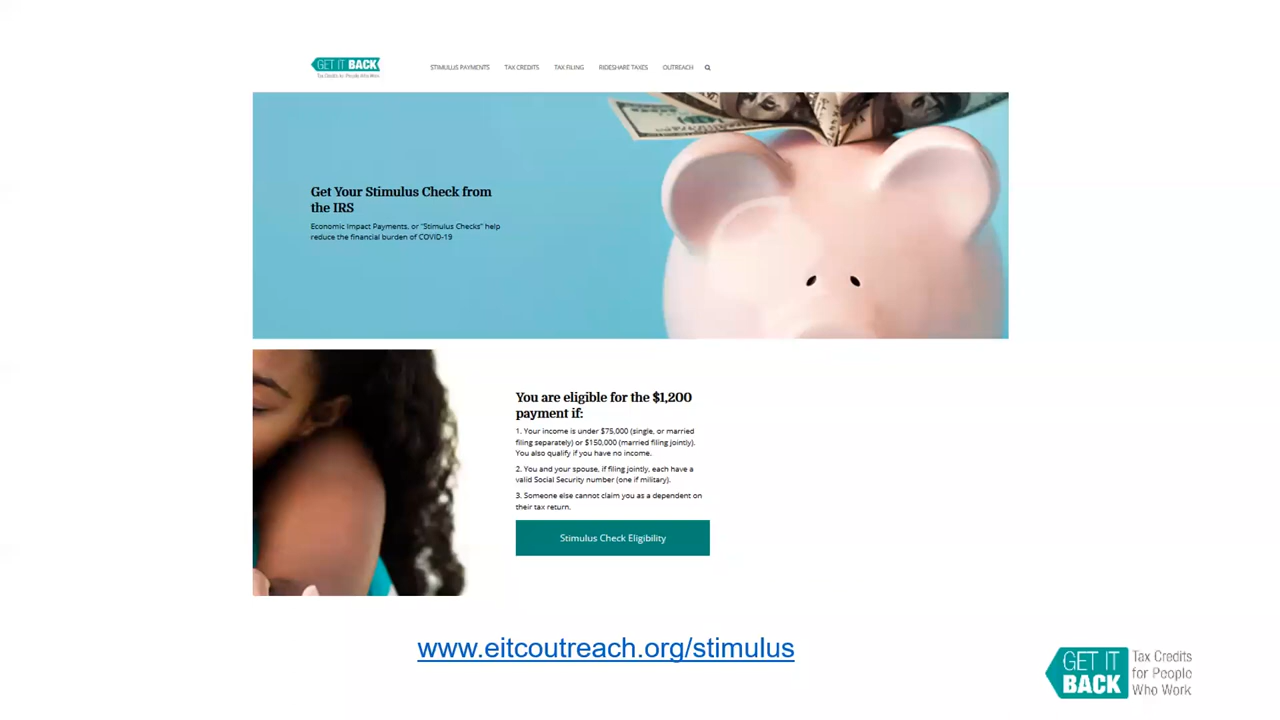 GET IT BACK
Tax Credits for People Who Work
STIMULUS PAYMENTS TAX CREDITS TAX FILING RIDESHARE TAXES OUTREACH
Get Your Stimulus Check from
the IRS
Economic Impact Payments, or "Stimulus Checks" help
reduce the financial burden of COVID-19
You are eligible for the $1,200
payment if:
1. Your income is under $75,000 (single, or married
filing separately) or $150,000 (married filing jointly).
You also qualify if you have no income.
2. You and your spouse, if filing jointly, each have a
valid Social Security number (one if military).
3. Someone else cannot claim you as a dependent on
their tax return.
Stimulus Check Eligibility
www.eitcoutreach.org/stimulus
GET IT
BACK
Tax Credits
for People
Who Work